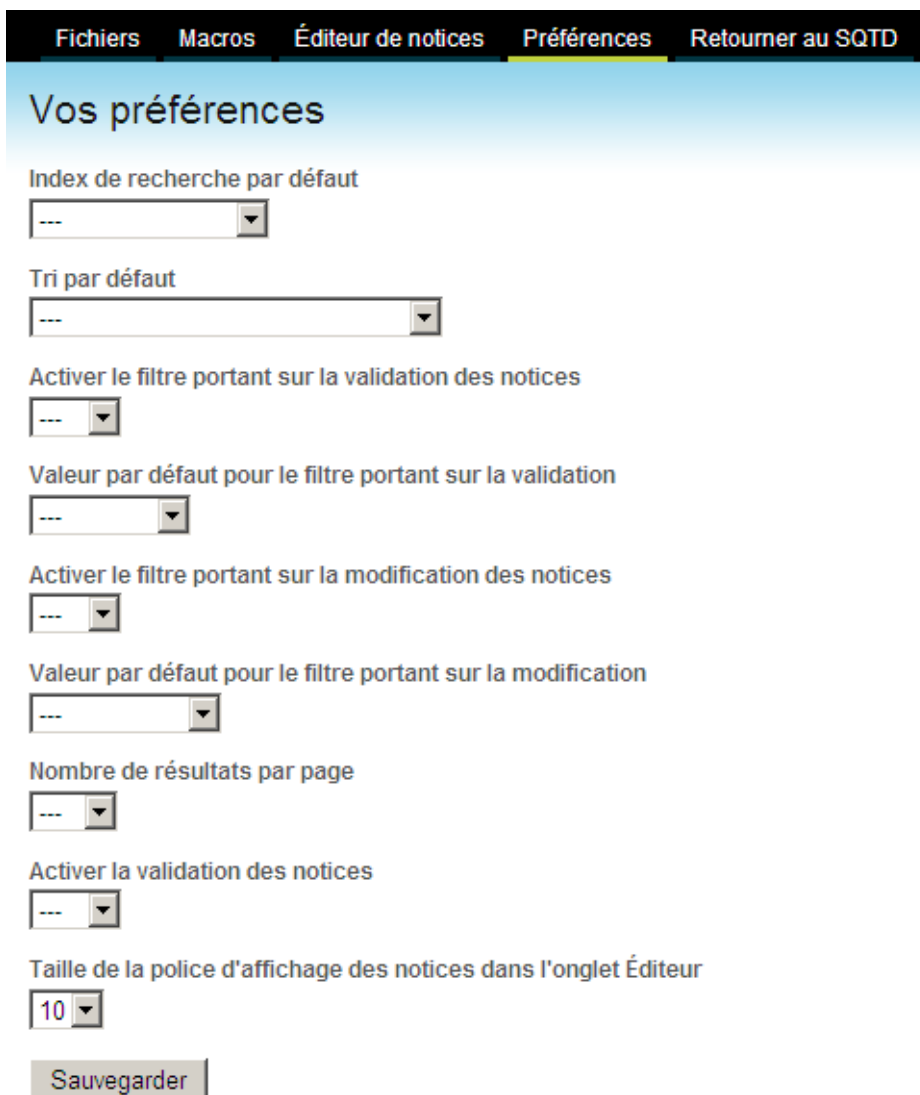 Fichiers Macros Éditeur de notices Préférences Retourner au SQTD
Vos préférences
Index de recherche par défaut
---
Tri par défaut
---
Activer le filtre portant sur la validation des notices
---
Valeur par défaut pour le filtre portant sur la validation
---
Activer le filtre portant sur la modification des notices
---
Valeur par défaut pour le filtre portant sur la modification
---
Nombre de résultats par page
---
Activer la validation des notices
---
Taille de la police d'affichage des notices dans l'onglet Éditeur
10
Sauvegarder